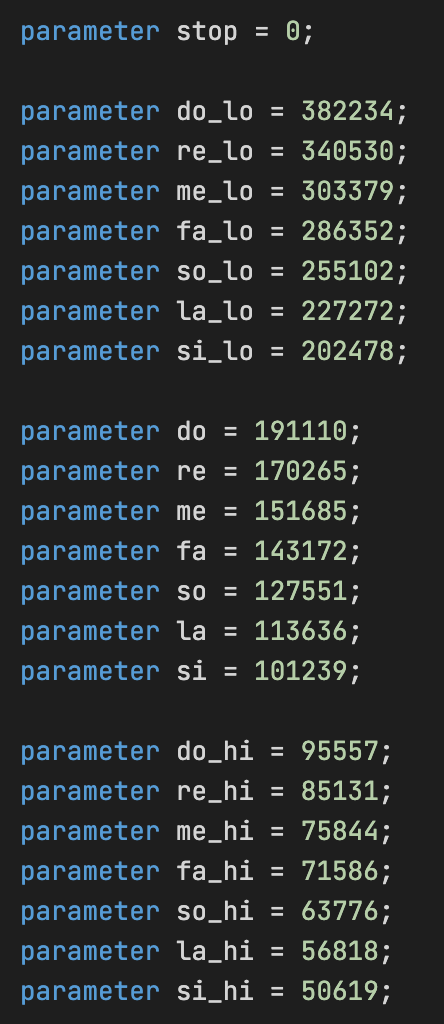 parameter stop = 0;
parameter do_lo = 382234;
parameter re_lo = 340530;
parameter me_lo = 303379;
parameter fa_lo = 286352;
parameter so_lo = 255102;
parameter la_lo = 227272;
parameter si_lo = 202478;
parameter do = 191110;
parameter re = 170265;
parameter me = 151685;
parameter fa = 143172;
parameter so = 127551;
parameter la = 113636;
parameter si = 101239;
parameter do_hi = 95557;
parameter re_hi = 85131;
parameter me_hi = 75844;
parameter fa_hi = 71586;
parameter so_hi = 63776;
parameter la_hi = 56818;
parameter si_hi = 50619;